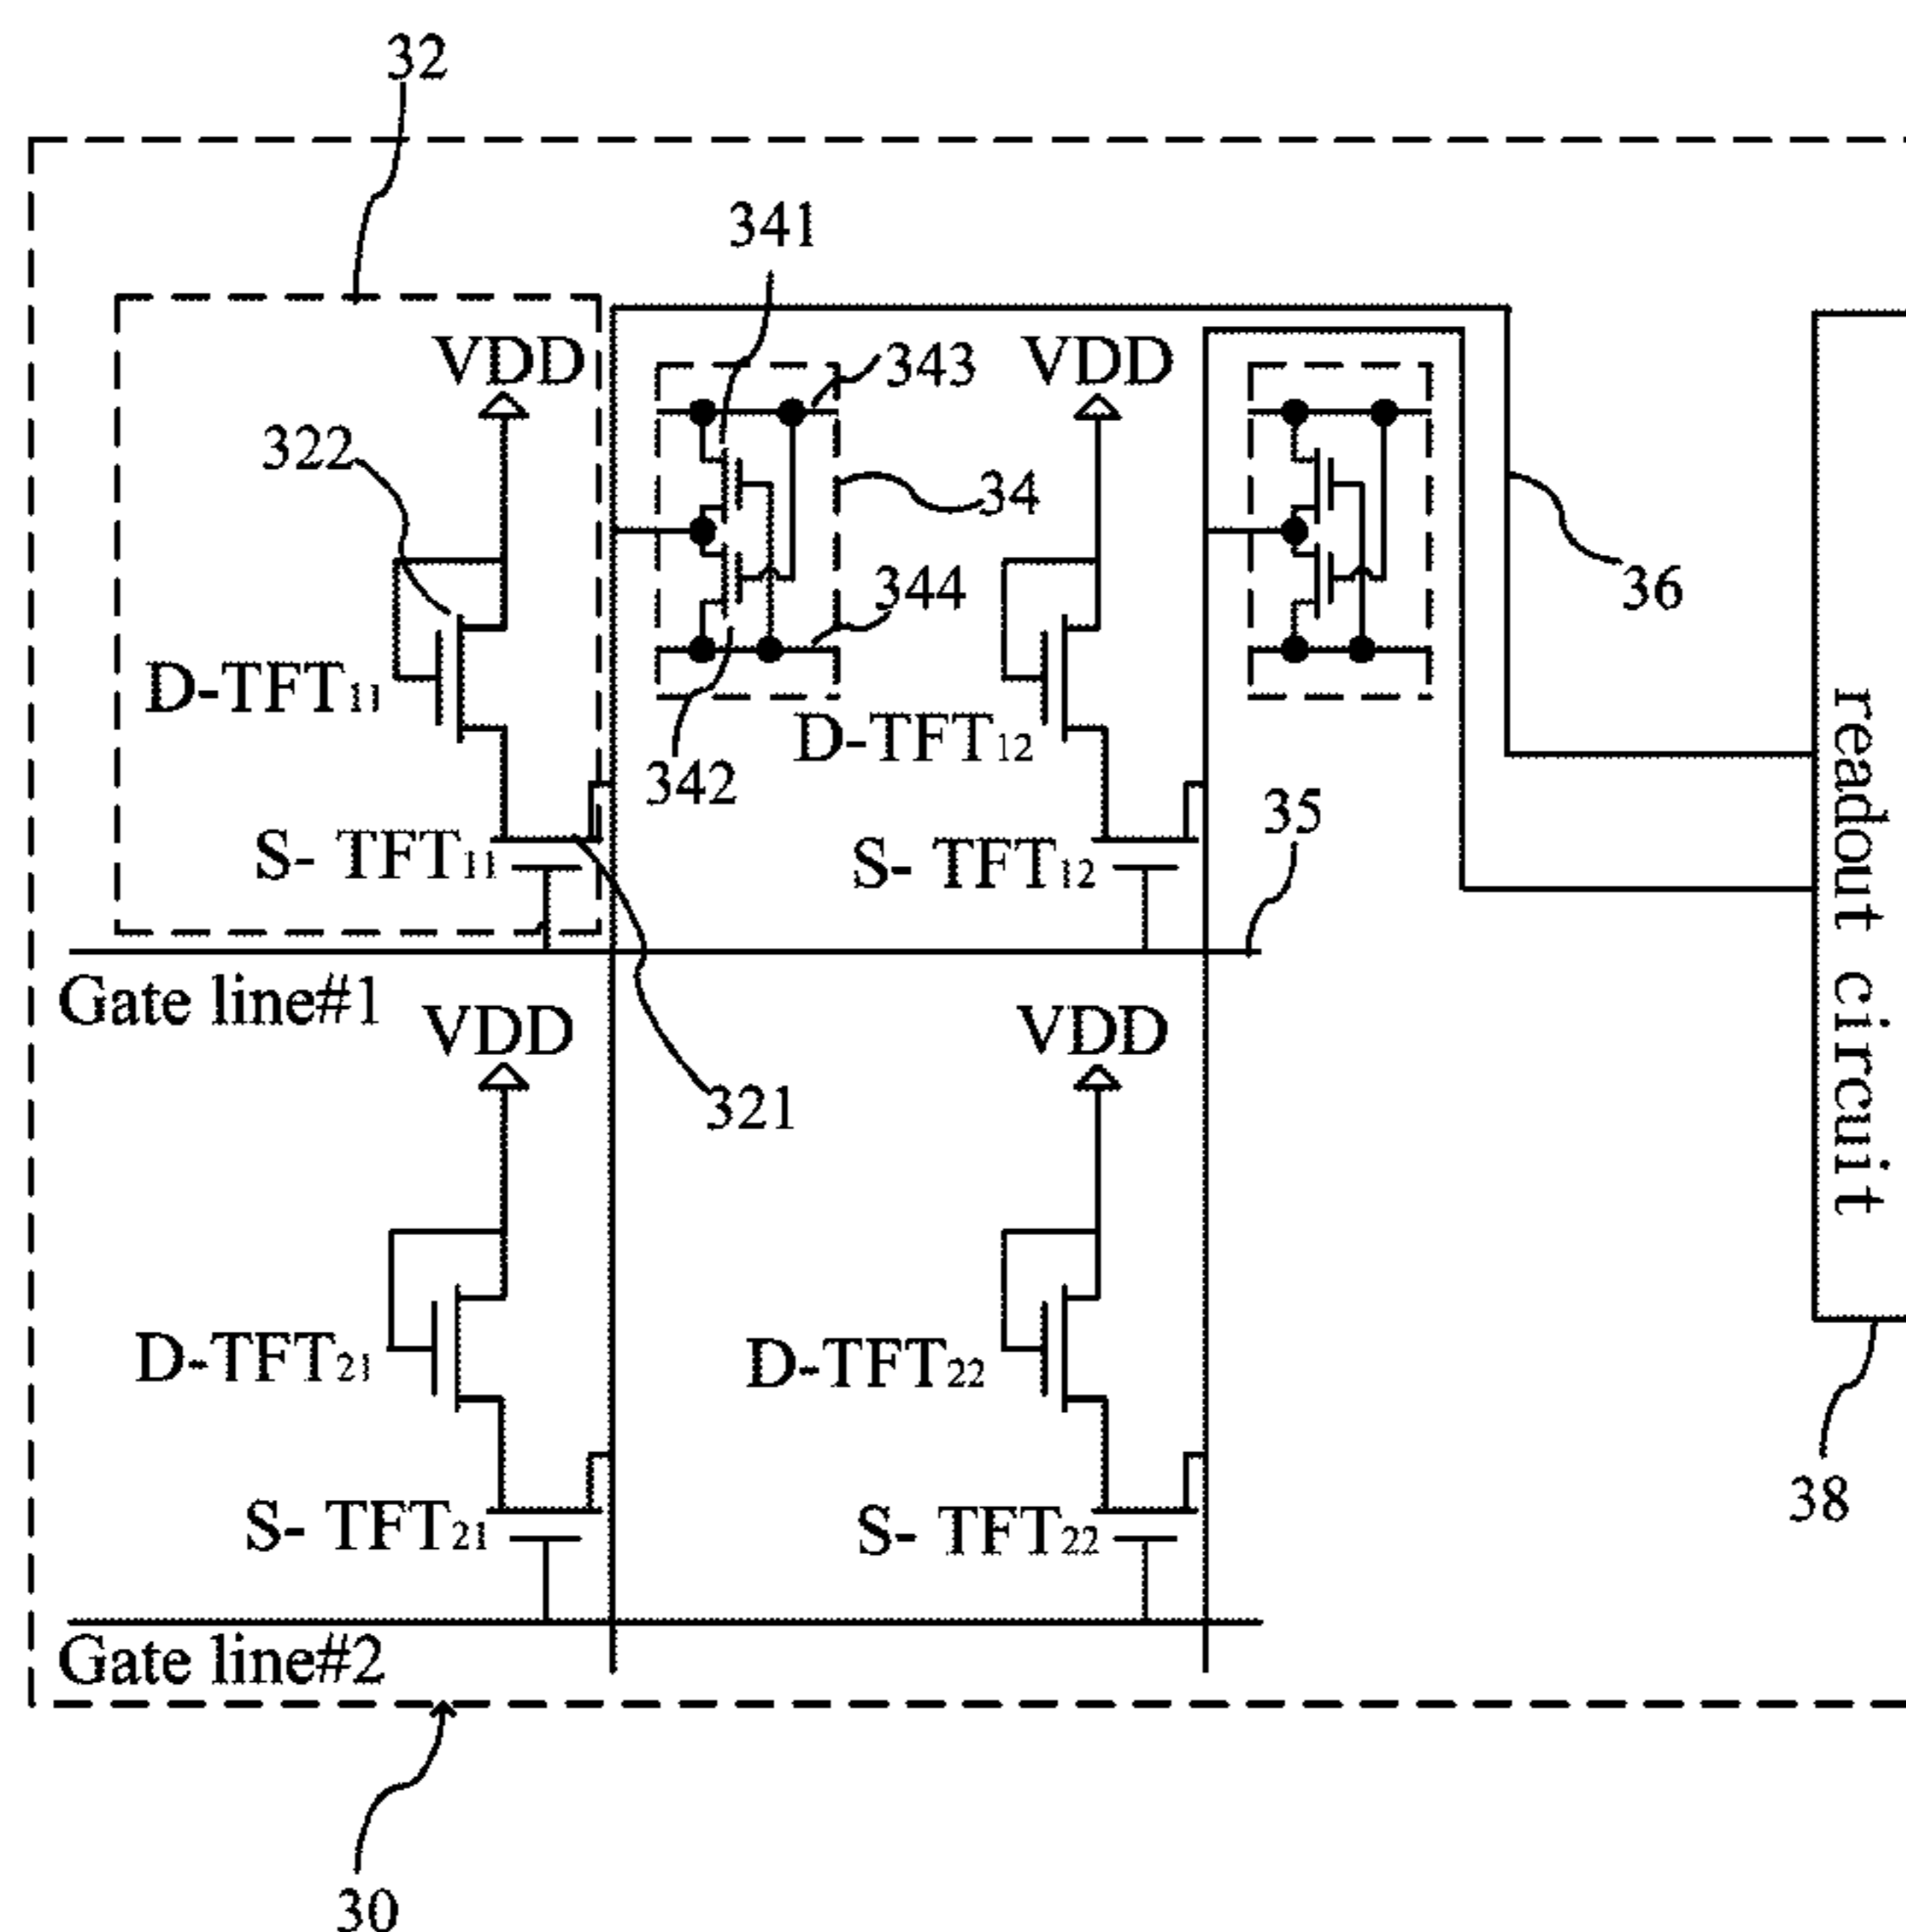 32
341
VDD
343
VDD
322
34
344
36
D-TFT11
342
D-TFT12
35
S- TFT11
S- TFT12
readout circuit
Gate line#1
VDD
VDD
321
D-TFT21
D-TFT22
38
S- TFT21
S- TFT22
Gate line#2
30